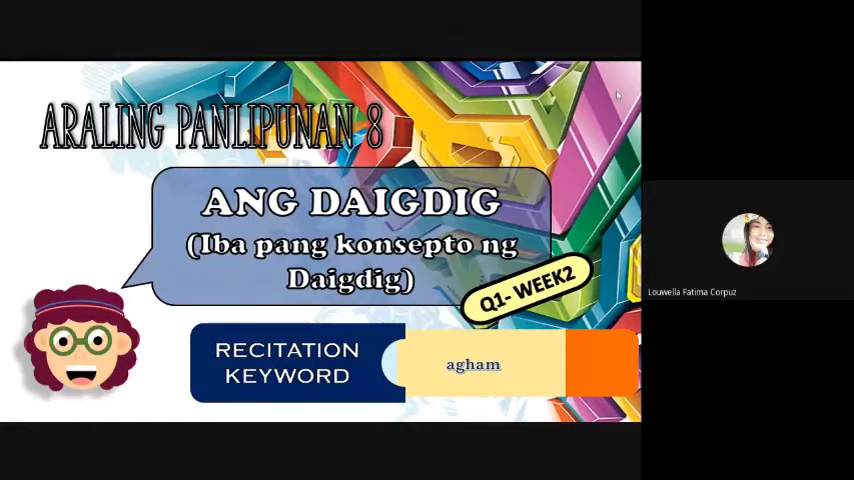 ARALING PANLIPUNAN 8
ANG DAIGDIG
(Iba pang konsepto ng
Daigdig)
Q1- WEEK2
RECITATION
KEYWORD
agham
Louwella Fatima Corpuz